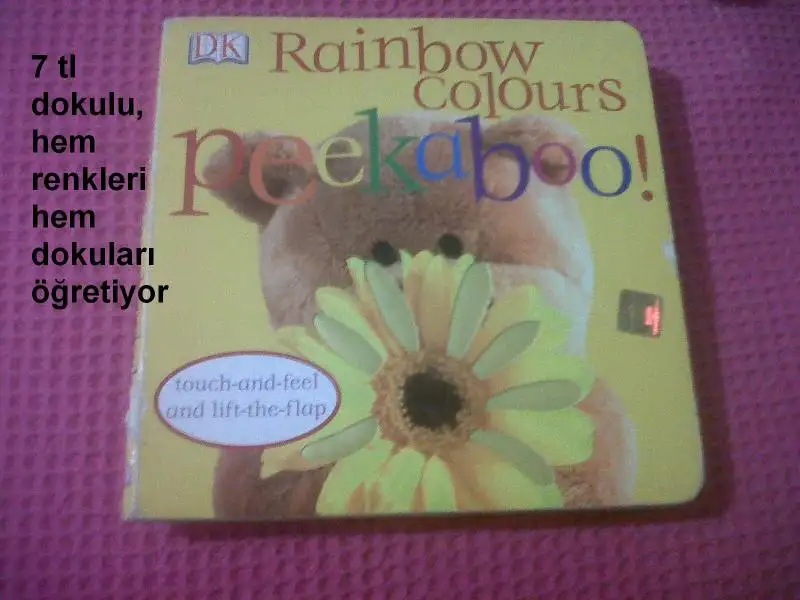 7 tl
dokulu,
hem
renkleri
hem
dokuları
öğretiyor
DK
Rainbow
colours
peekaboo!
touch-and-feel
and lift-the-flap